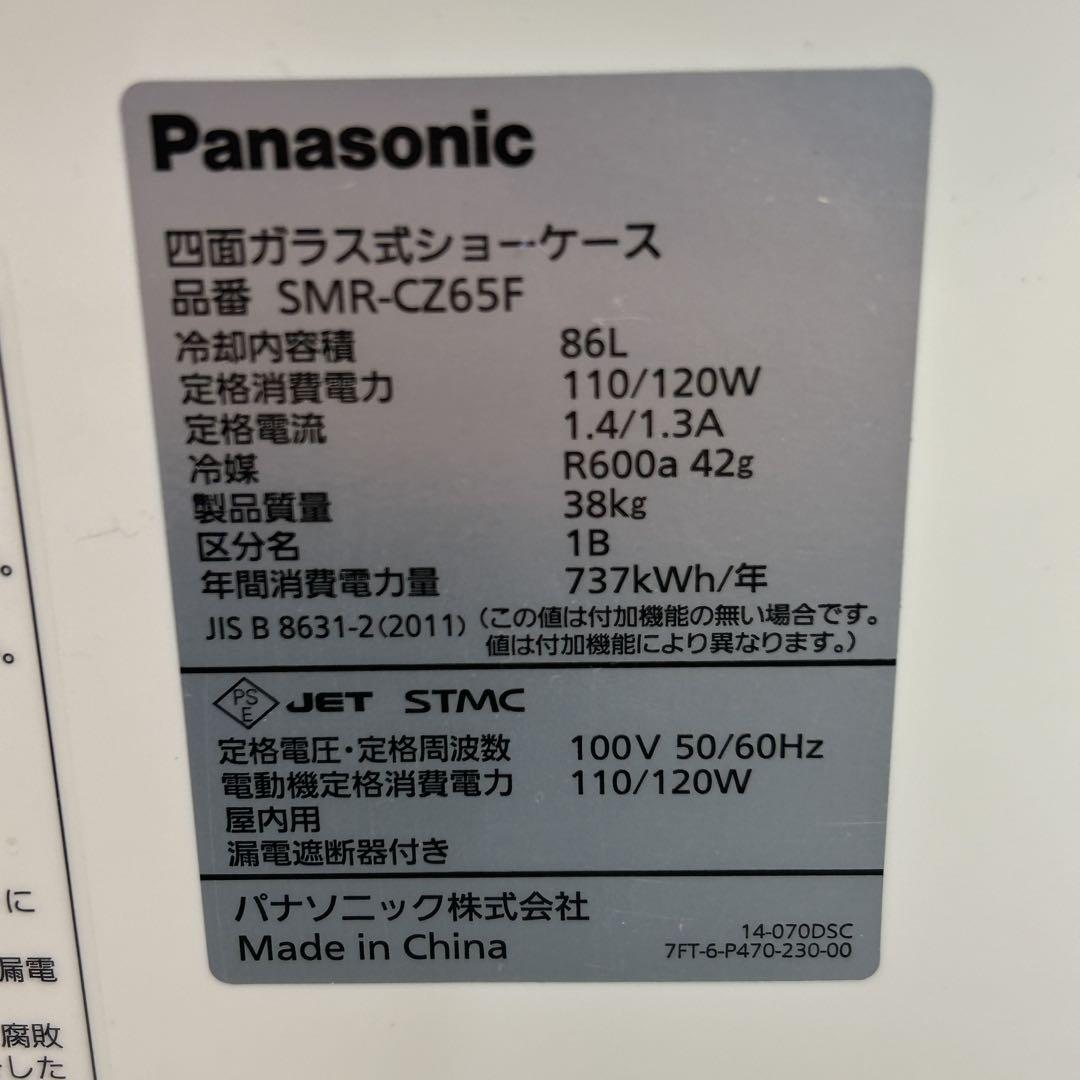 Panasonic
四面ガラス式ショーケース
品番 SMR-CZ65F
冷却内容積 86L
定格消費電力 110/120W
定格電流 1.4/1.3A
冷媒 R600a 42g
製品質量 38kg
区分名 1B
年間消費電力量 737kWh/年
JIS B 8631-2(2011) (この値は付加機能の無い場合です。
値は付加機能により異なります。)
PS E JET STMC
定格電圧・定格周波数 100V 50/60Hz
電動機定格消費電力 110/120W
屋内用
漏電遮断器付き
パナソニック株式会社
Made in China
14-070DSC
7FT-6-P470-230-00
。
。
に
漏電
腐敗
した